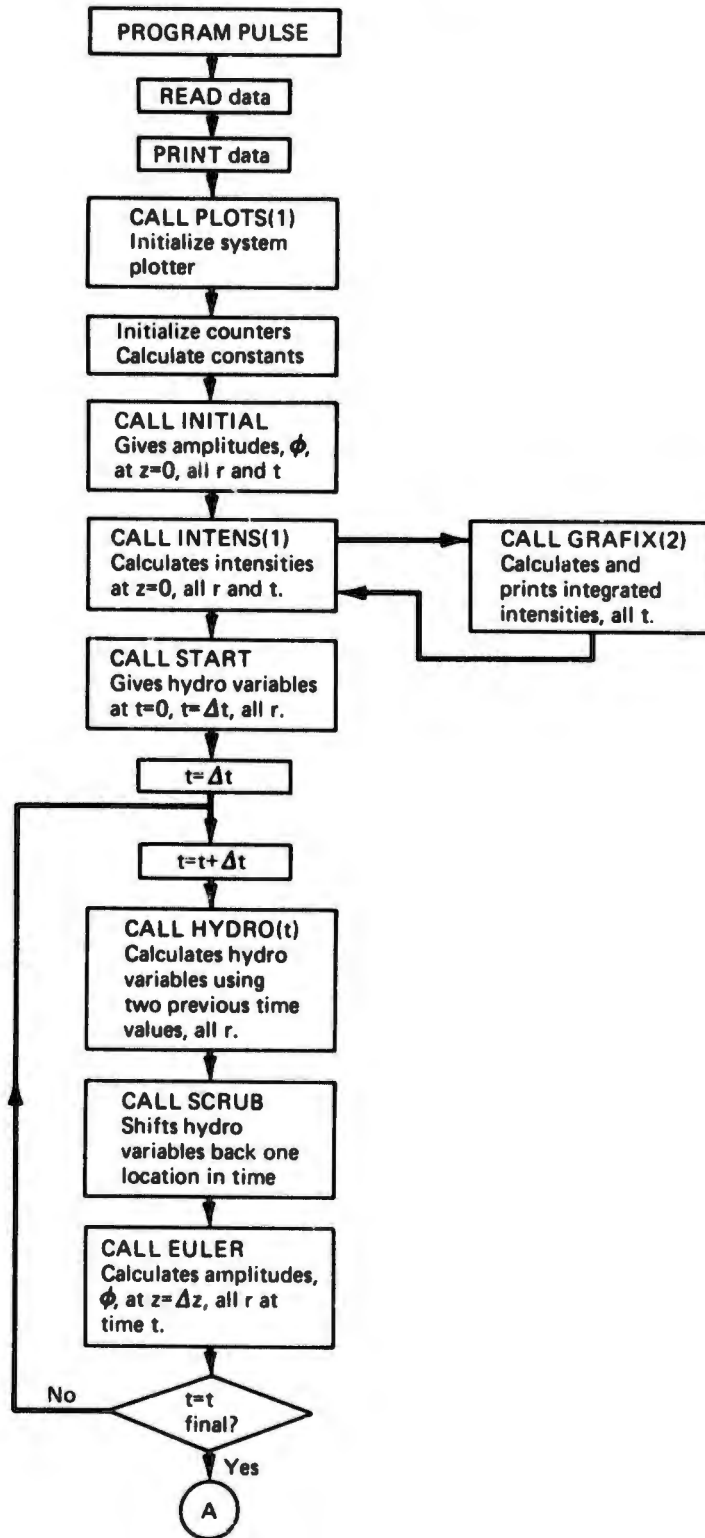 PROGRAM PULSE
READ data
PRINT data
CALL PLOTS(1)
Initialize system
plotter
Initialize counters
Calculate constants
CALL INITIAL
Gives amplitudes, ϕ,
at z=0, all r and t
CALL INTENS(1)
Calculates intensities
at z=0, all r and t.
CALL GRAFIX(2)
Calculates and
prints integrated
intensities, all t.
CALL START
Gives hydro variables
at t=0, t=Δt, all r.
t=Δt
t=t+Δt
CALL HYDRO(t)
Calculates hydro
variables using
two previous time
values, all r.
CALL SCRUB
Shifts hydro
variables back one
location in time
CALL EULER
Calculates amplitudes,
ϕ, at z=Δz, all r at
time t.
No
t=t
final?
Yes
A